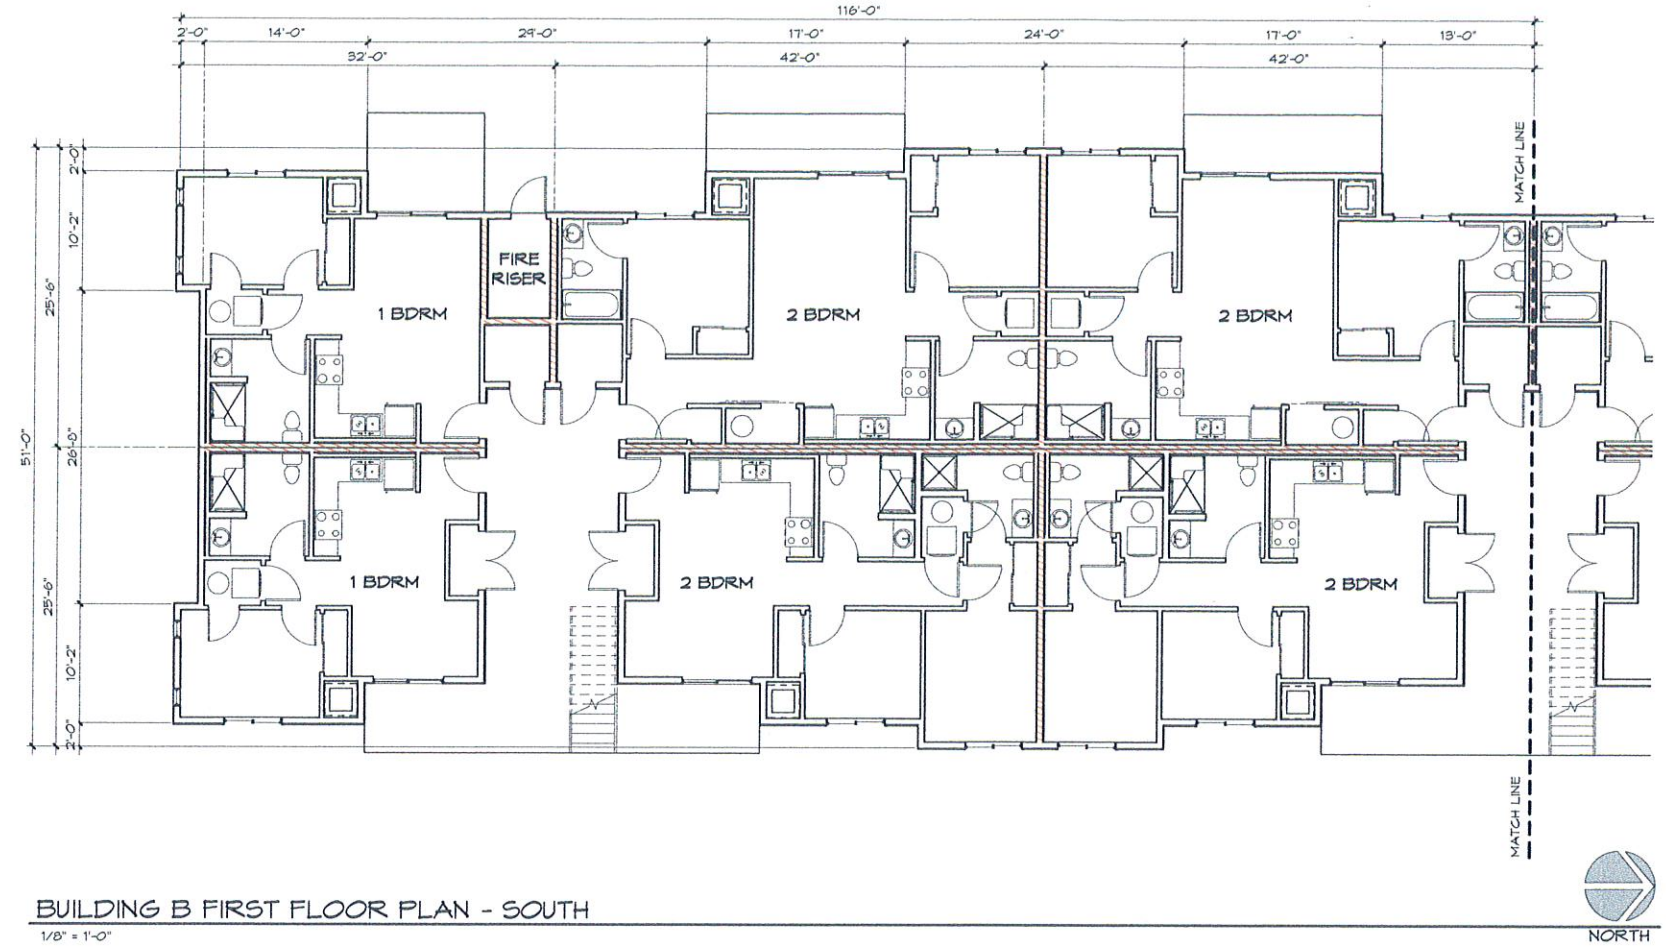 116'-0"
2'-0"
14'-0"
29'-0"
17'-0"
24'-0"
17'-0"
13'-0"
32'-0"
42'-0"
42'-0"
MATCH LINE
2'-0"
10'-2"
25'-6"
51'-0"
26'-8"
25'-6"
10'-2"
2'-0"
FIRE
RISER
1 BDRM
2 BDRM
2 BDRM
1 BDRM
2 BDRM
2 BDRM
MATCH LINE
BUILDING B FIRST FLOOR PLAN - SOUTH
1/8" = 1'-0"
NORTH